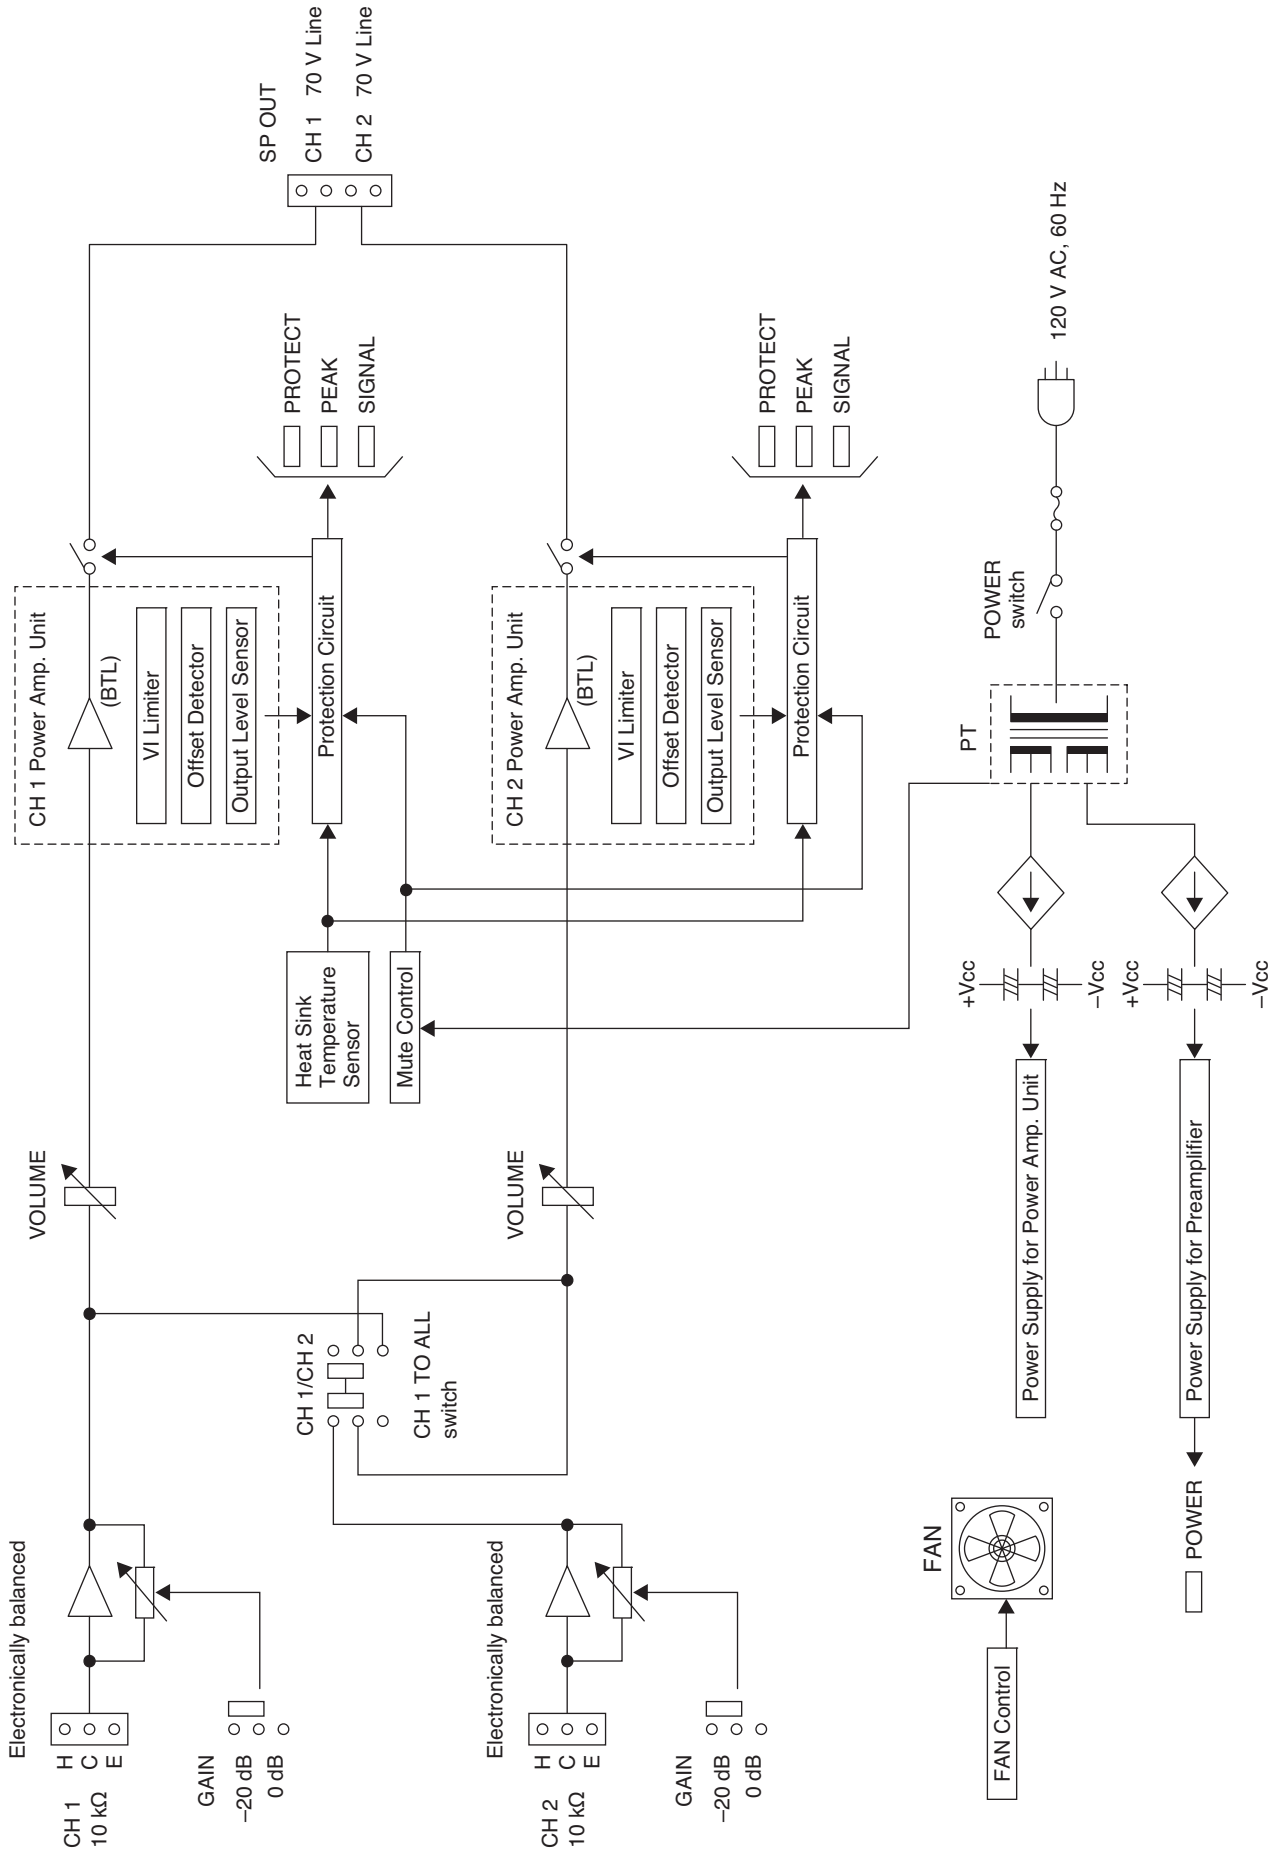 Electronically balanced
CH 1
10 kΩ
H
C
E
GAIN
–20 dB
0 dB
VOLUME
CH 1 Power Amp. Unit
(BTL)
VI Limiter
Offset Detector
Output Level Sensor
Protection Circuit
PROTECT
PEAK
SIGNAL
SP OUT
CH 1 70 V Line
CH 2 70 V Line
Heat Sink
Temperature
Sensor
Mute Control
CH 1/CH 2
CH 1 TO ALL
switch
Electronically balanced
CH 2
10 kΩ
H
C
E
GAIN
–20 dB
0 dB
VOLUME
CH 2 Power Amp. Unit
(BTL)
VI Limiter
Offset Detector
Output Level Sensor
Protection Circuit
PROTECT
PEAK
SIGNAL
FAN
FAN Control
Power Supply for Power Amp. Unit
+Vcc
–Vcc
PT
POWER
switch
120 V AC, 60 Hz
POWER
Power Supply for Preamplifier
+Vcc
–Vcc